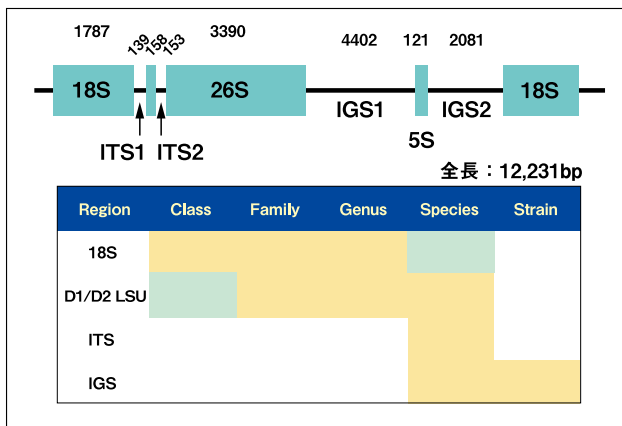 1787 139 158 153 3390 4402 121 2081
18S 26S IGS1 IGS2 18S
ITS1 ITS2 5S
全長：12,231bp
Region Class Family Genus Species Strain
18S
D1/D2 LSU
ITS
IGS